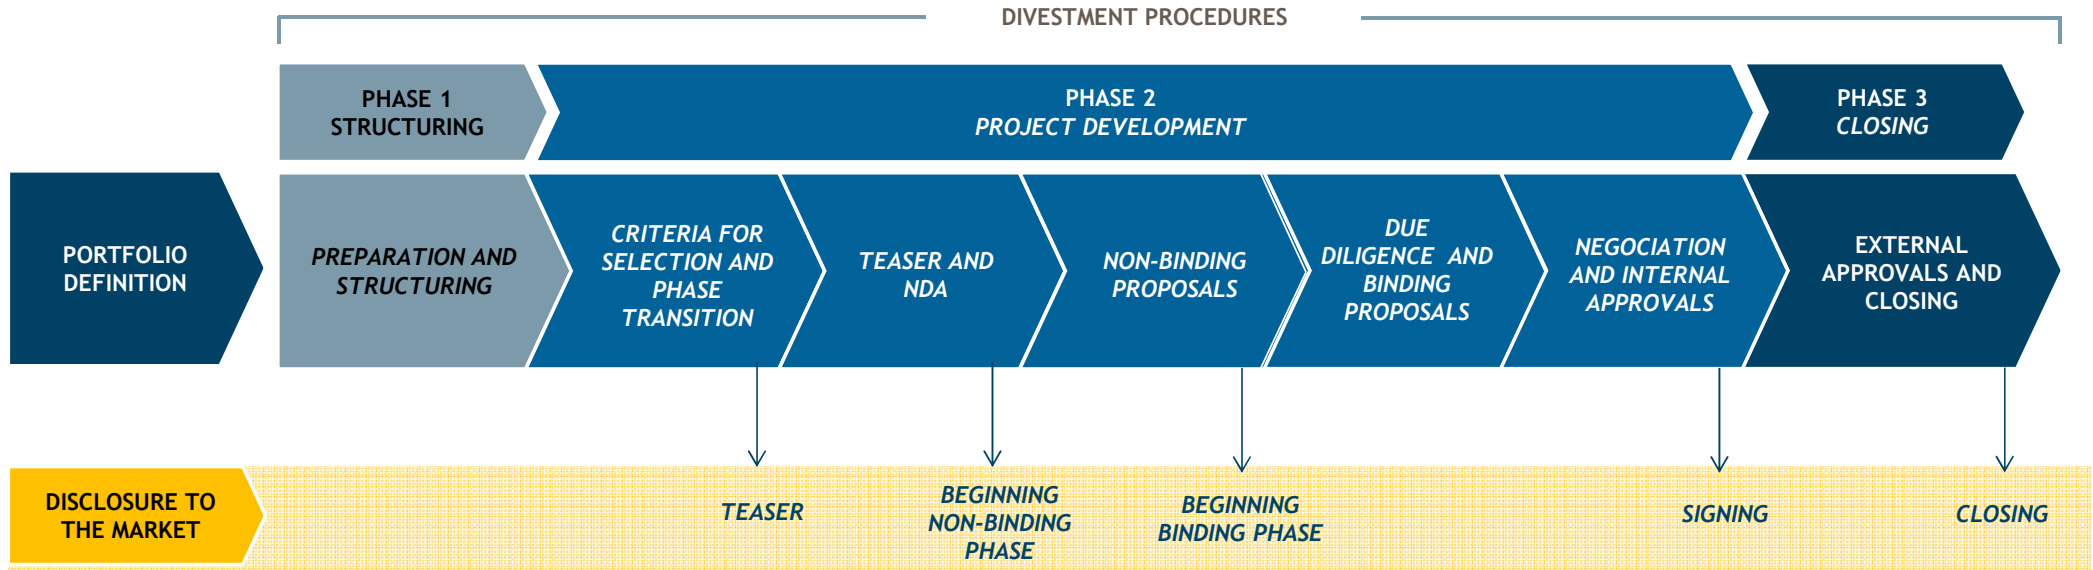 DIVESTMENT PROCEDURES
PHASE 1
STRUCTURING
PHASE 2
PROJECT DEVELOPMENT
PHASE 3
CLOSING
PORTFOLIO
DEFINITION
PREPARATION AND
STRUCTURING
CRITERIA FOR
SELECTION AND
PHASE
TRANSITION
TEASER AND
NDA
NON-BINDING
PROPOSALS
DUE
DILIGENCE AND
BINDING
PROPOSALS
NEGOCIATION
AND INTERNAL
APPROVALS
EXTERNAL
APPROVALS AND
CLOSING
DISCLOSURE TO
THE MARKET
TEASER
BEGINNING
NON-BINDING
PHASE
BEGINNING
BINDING PHASE
SIGNING
CLOSING